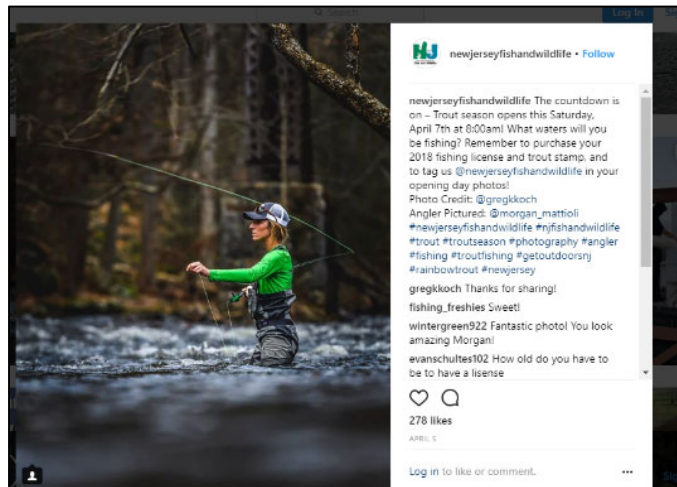 Search
Log In
NJ
newjerseyfishandwildlife • Follow
newjerseyfishandwildlife The countdown is
on – Trout season opens this Saturday,
April 7th at 8:00am! What waters will you
be fishing? Remember to purchase your
2018 fishing license and trout stamp, and
to tag us @newjerseyfishandwildlife in your
opening day photos!
Photo Credit: @gregkkoch
Angler Pictured: @morgan_mattioli
#newjerseyfishandwildlife #njfishandwildlife
#trout #troutseason #photography #angler
#fishing #troutfishing #getoutdoorsnj
#rainbowtrout #newjersey
gregkkoch Thanks for sharing!
fishing_freshies Sweet!
wintergreen922 Fantastic photo! You look
amazing Morgan!
evanschultes102 How old do you have to
be to have a lisense
278 likes
APRIL 5
Log in to like or comment.